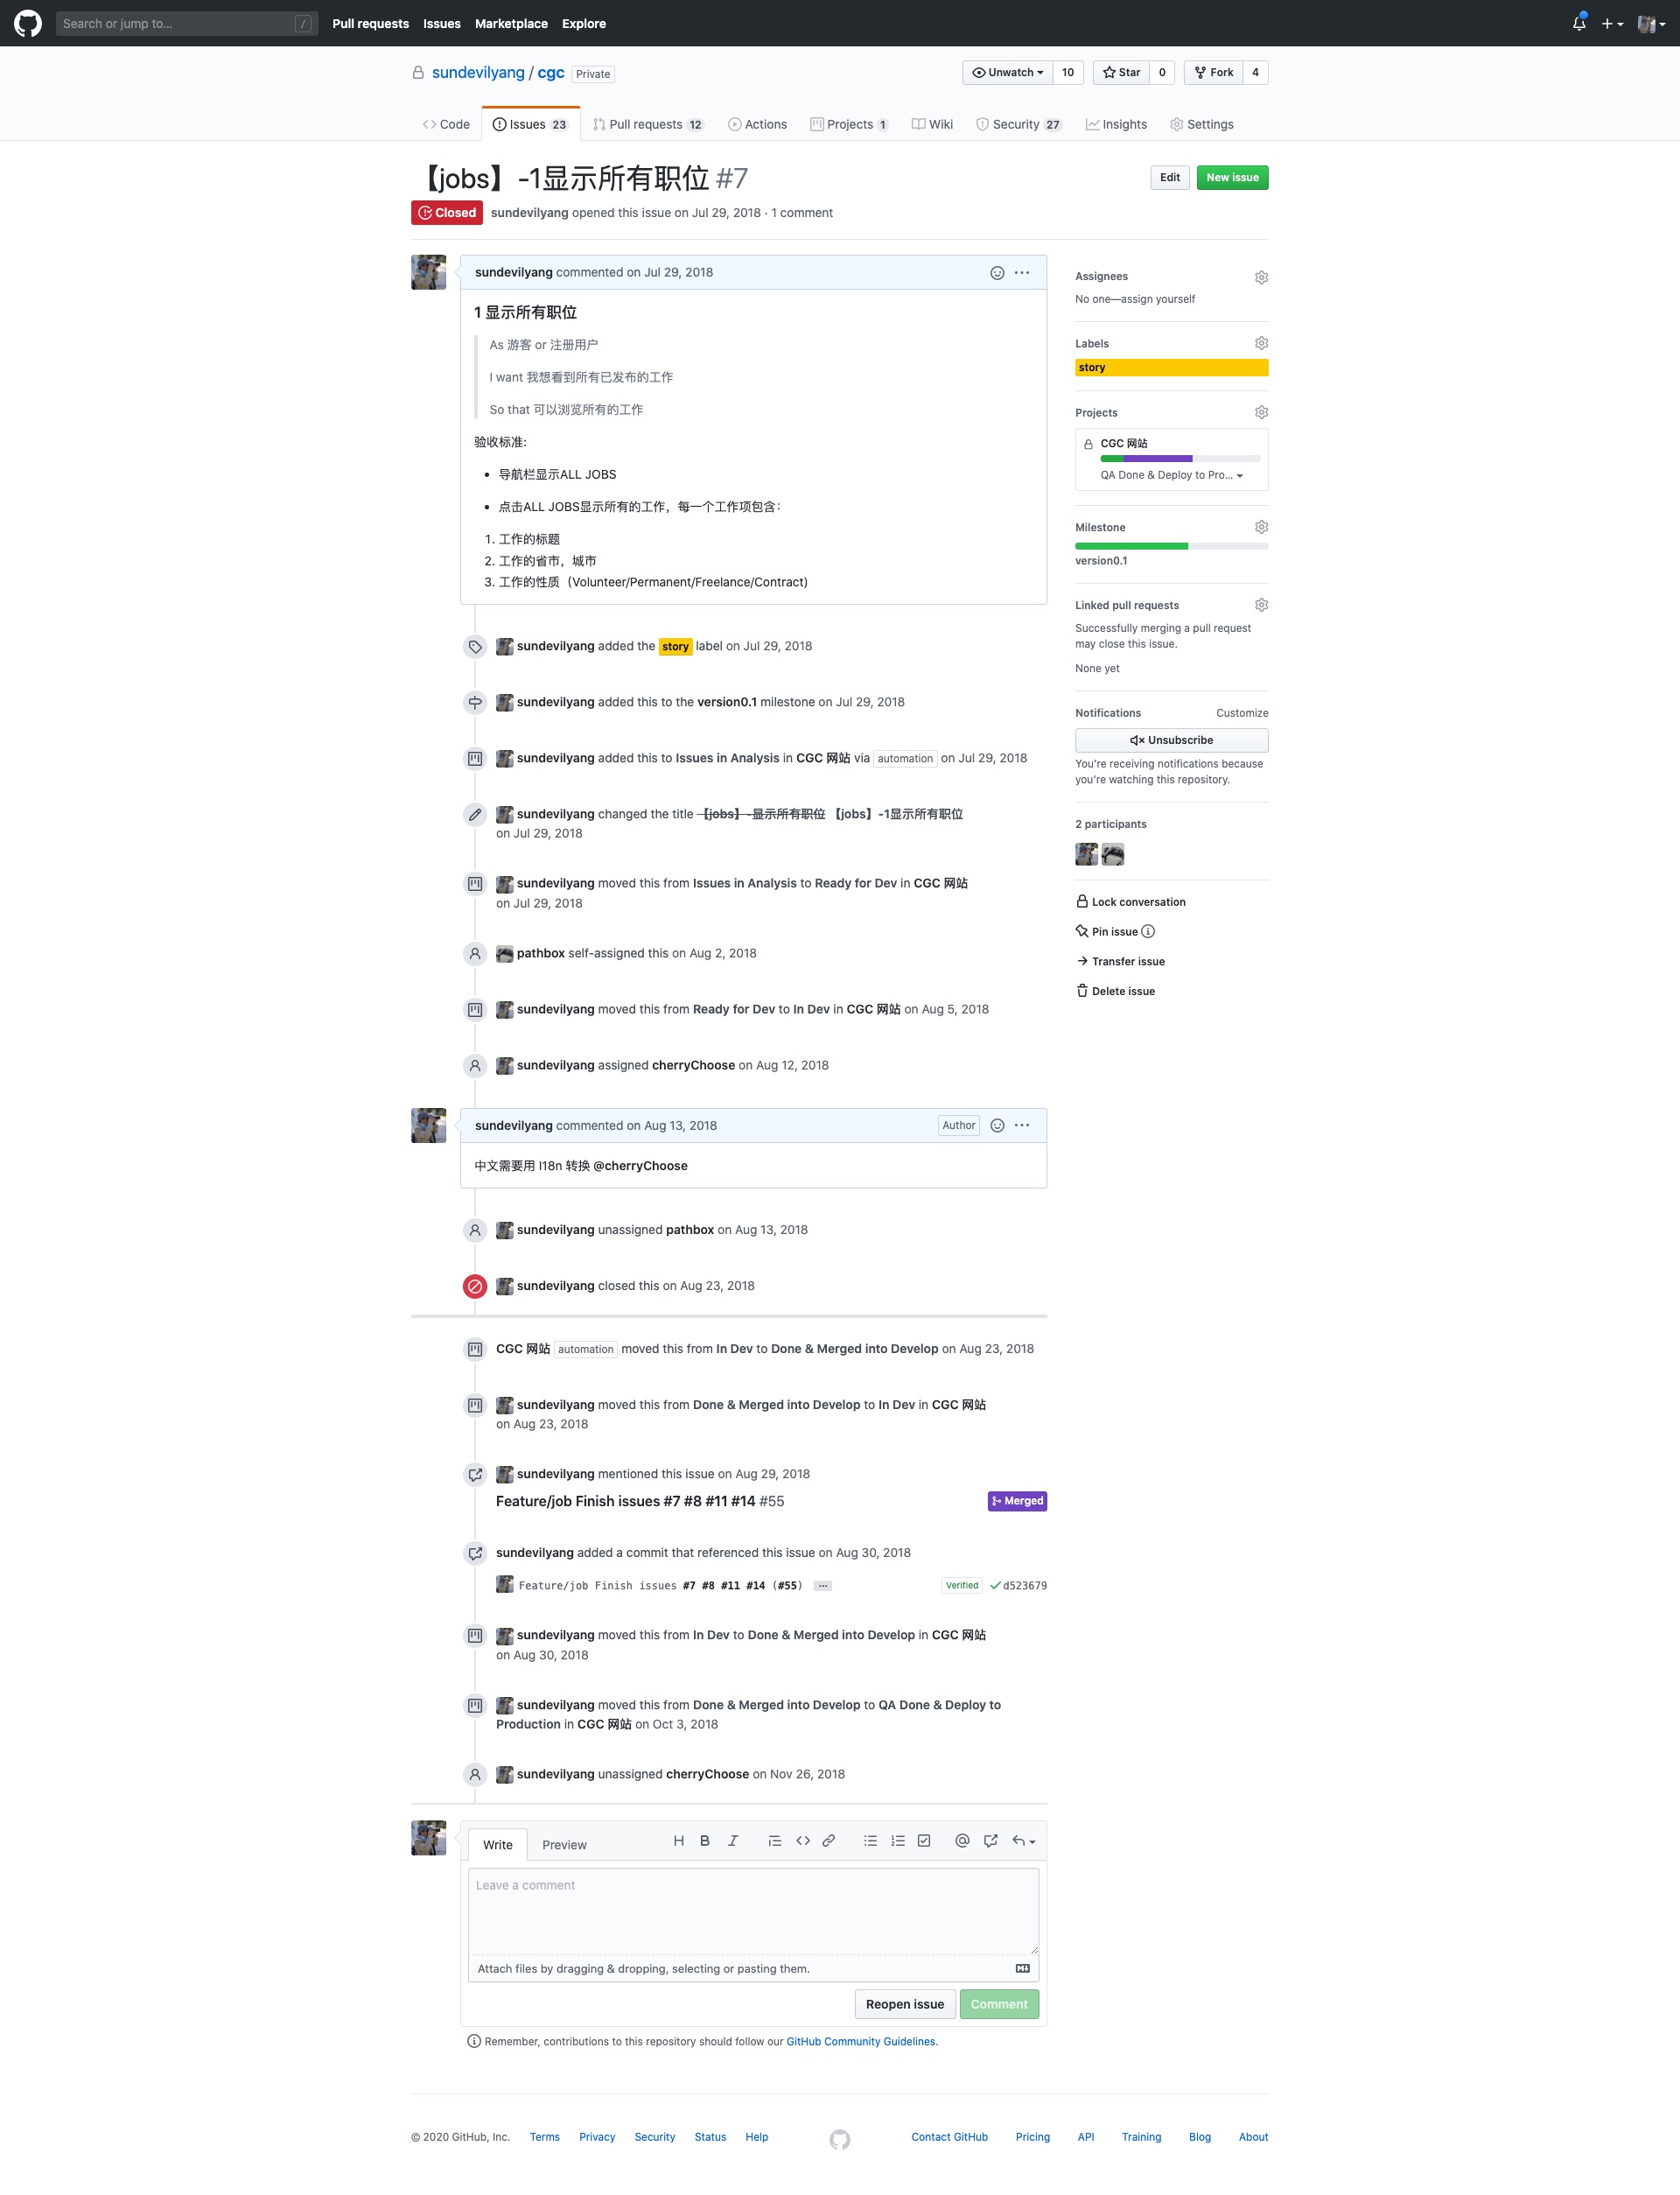 Search or jump to...
/
Pull requests
Issues
Marketplace
Explore
sundevilyang / cgc
Private
Unwatch
10
Star
0
Fork
4
Code
Issues 23
Pull requests 12
Actions
Projects 1
Wiki
Security 27
Insights
Settings
【jobs】-1显示所有职位 #7
Edit
New issue
Closed
sundevilyang opened this issue on Jul 29, 2018 · 1 comment
sundevilyang commented on Jul 29, 2018
1 显示所有职位
As 游客 or 注册用户
I want 我想看到所有已发布的工作
So that 可以浏览所有的工作
验收标准:
• 导航栏显示ALL JOBS
• 点击ALL JOBS显示所有的工作，每一个工作项包含：
1. 工作的标题
2. 工作的省市，城市
3. 工作的性质（Volunteer/Permanent/Freelance/Contract)
sundevilyang added the story label on Jul 29, 2018
sundevilyang added this to the version0.1 milestone on Jul 29, 2018
sundevilyang added this to Issues in Analysis in CGC 网站 via automation on Jul 29, 2018
sundevilyang changed the title 【jobs】-显示所有职位 【jobs】-1显示所有职位
on Jul 29, 2018
sundevilyang moved this from Issues in Analysis to Ready for Dev in CGC 网站
on Jul 29, 2018
pathbox self-assigned this on Aug 2, 2018
sundevilyang moved this from Ready for Dev to In Dev in CGC 网站 on Aug 5, 2018
sundevilyang assigned cherryChoose on Aug 12, 2018
sundevilyang commented on Aug 13, 2018
Author
中文需要用 I18n 转换 @cherryChoose
sundevilyang unassigned pathbox on Aug 13, 2018
sundevilyang closed this on Aug 23, 2018
CGC 网站 automation moved this from In Dev to Done & Merged into Develop on Aug 23, 2018
sundevilyang moved this from Done & Merged into Develop to In Dev in CGC 网站
on Aug 23, 2018
sundevilyang mentioned this issue on Aug 29, 2018
Feature/job Finish issues #7 #8 #11 #14 #55
Merged
sundevilyang added a commit that referenced this issue on Aug 30, 2018
Feature/job Finish issues #7 #8 #11 #14 (#55) …
Verified
d523679
sundevilyang moved this from In Dev to Done & Merged into Develop in CGC 网站
on Aug 30, 2018
sundevilyang moved this from Done & Merged into Develop to QA Done & Deploy to
Production in CGC 网站 on Oct 3, 2018
sundevilyang unassigned cherryChoose on Nov 26, 2018
Assignees
No one—assign yourself
Labels
story
Projects
CGC 网站
QA Done & Deploy to Pro...
Milestone
version0.1
Linked pull requests
Successfully merging a pull request
may close this issue.
None yet
Notifications
Customize
Unsubscribe
You're receiving notifications because
you're watching this repository.
2 participants
Lock conversation
Pin issue
Transfer issue
Delete issue
Write
Preview
Leave a comment
Attach files by dragging & dropping, selecting or pasting them.
Reopen issue
Comment
Remember, contributions to this repository should follow our GitHub Community Guidelines.
© 2020 GitHub, Inc.
Terms
Privacy
Security
Status
Help
Contact GitHub
Pricing
API
Training
Blog
About